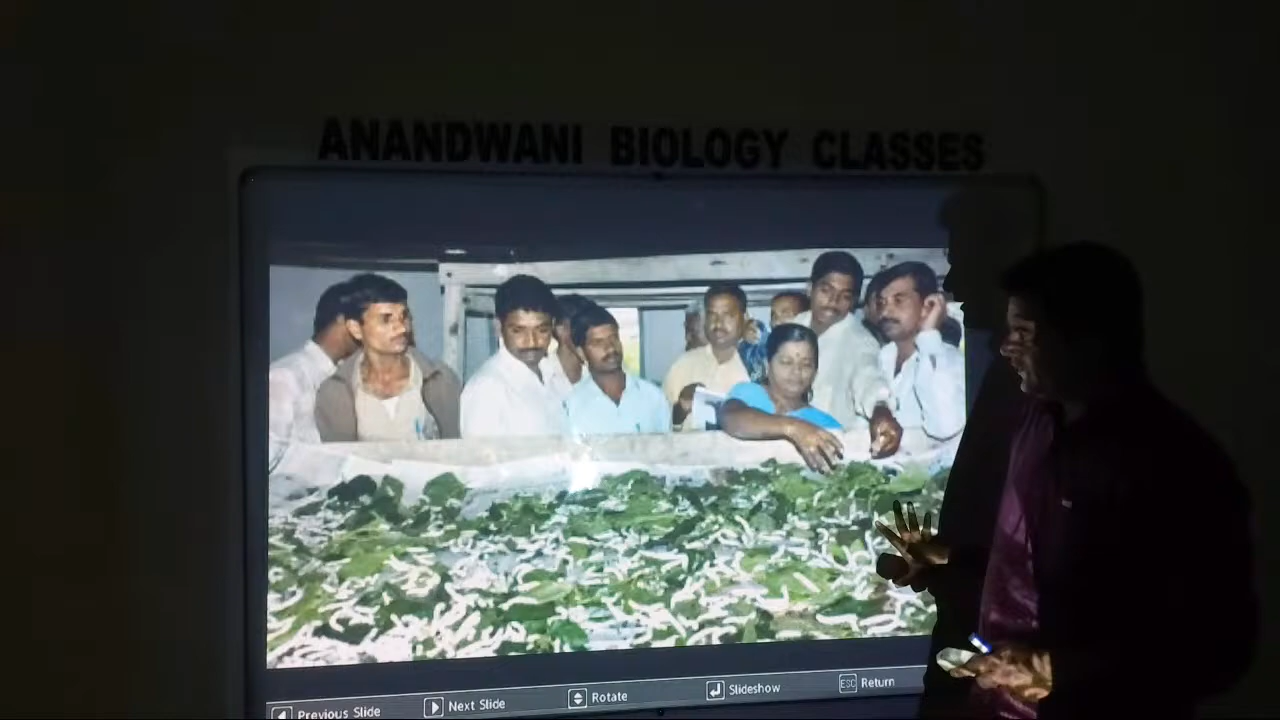 ANANDWANI BIOLOGY CLASSES
Previous Slide Next Slide Rotate Slideshow ESC Return